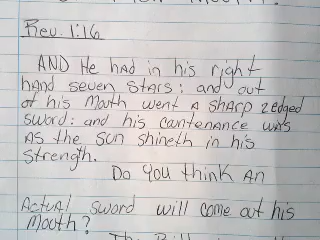 Rev. 1:16
AND He HAD in his right
hand seven STARS: and out
of his Mouth went A SHARp 2edged
Sword: and his countenance WAS
AS the Sun shineth in his
Strength.
Do You think AN
Actual Sword will come out his
Mouth?